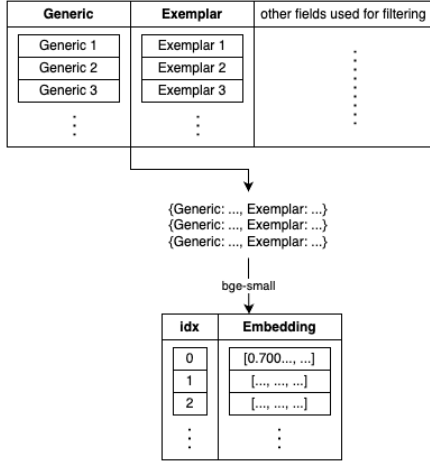 Generic Exemplar other fields used for filtering
Generic 1 Exemplar 1
Generic 2 Exemplar 2
Generic 3 Exemplar 3
{Generic: ..., Exemplar: ...}
{Generic: ..., Exemplar: ...}
{Generic: ..., Exemplar: ...}
bge-small
idx Embedding
0 [0.700..., ...]
1 [..., ..., ...]
2 [..., ..., ...]